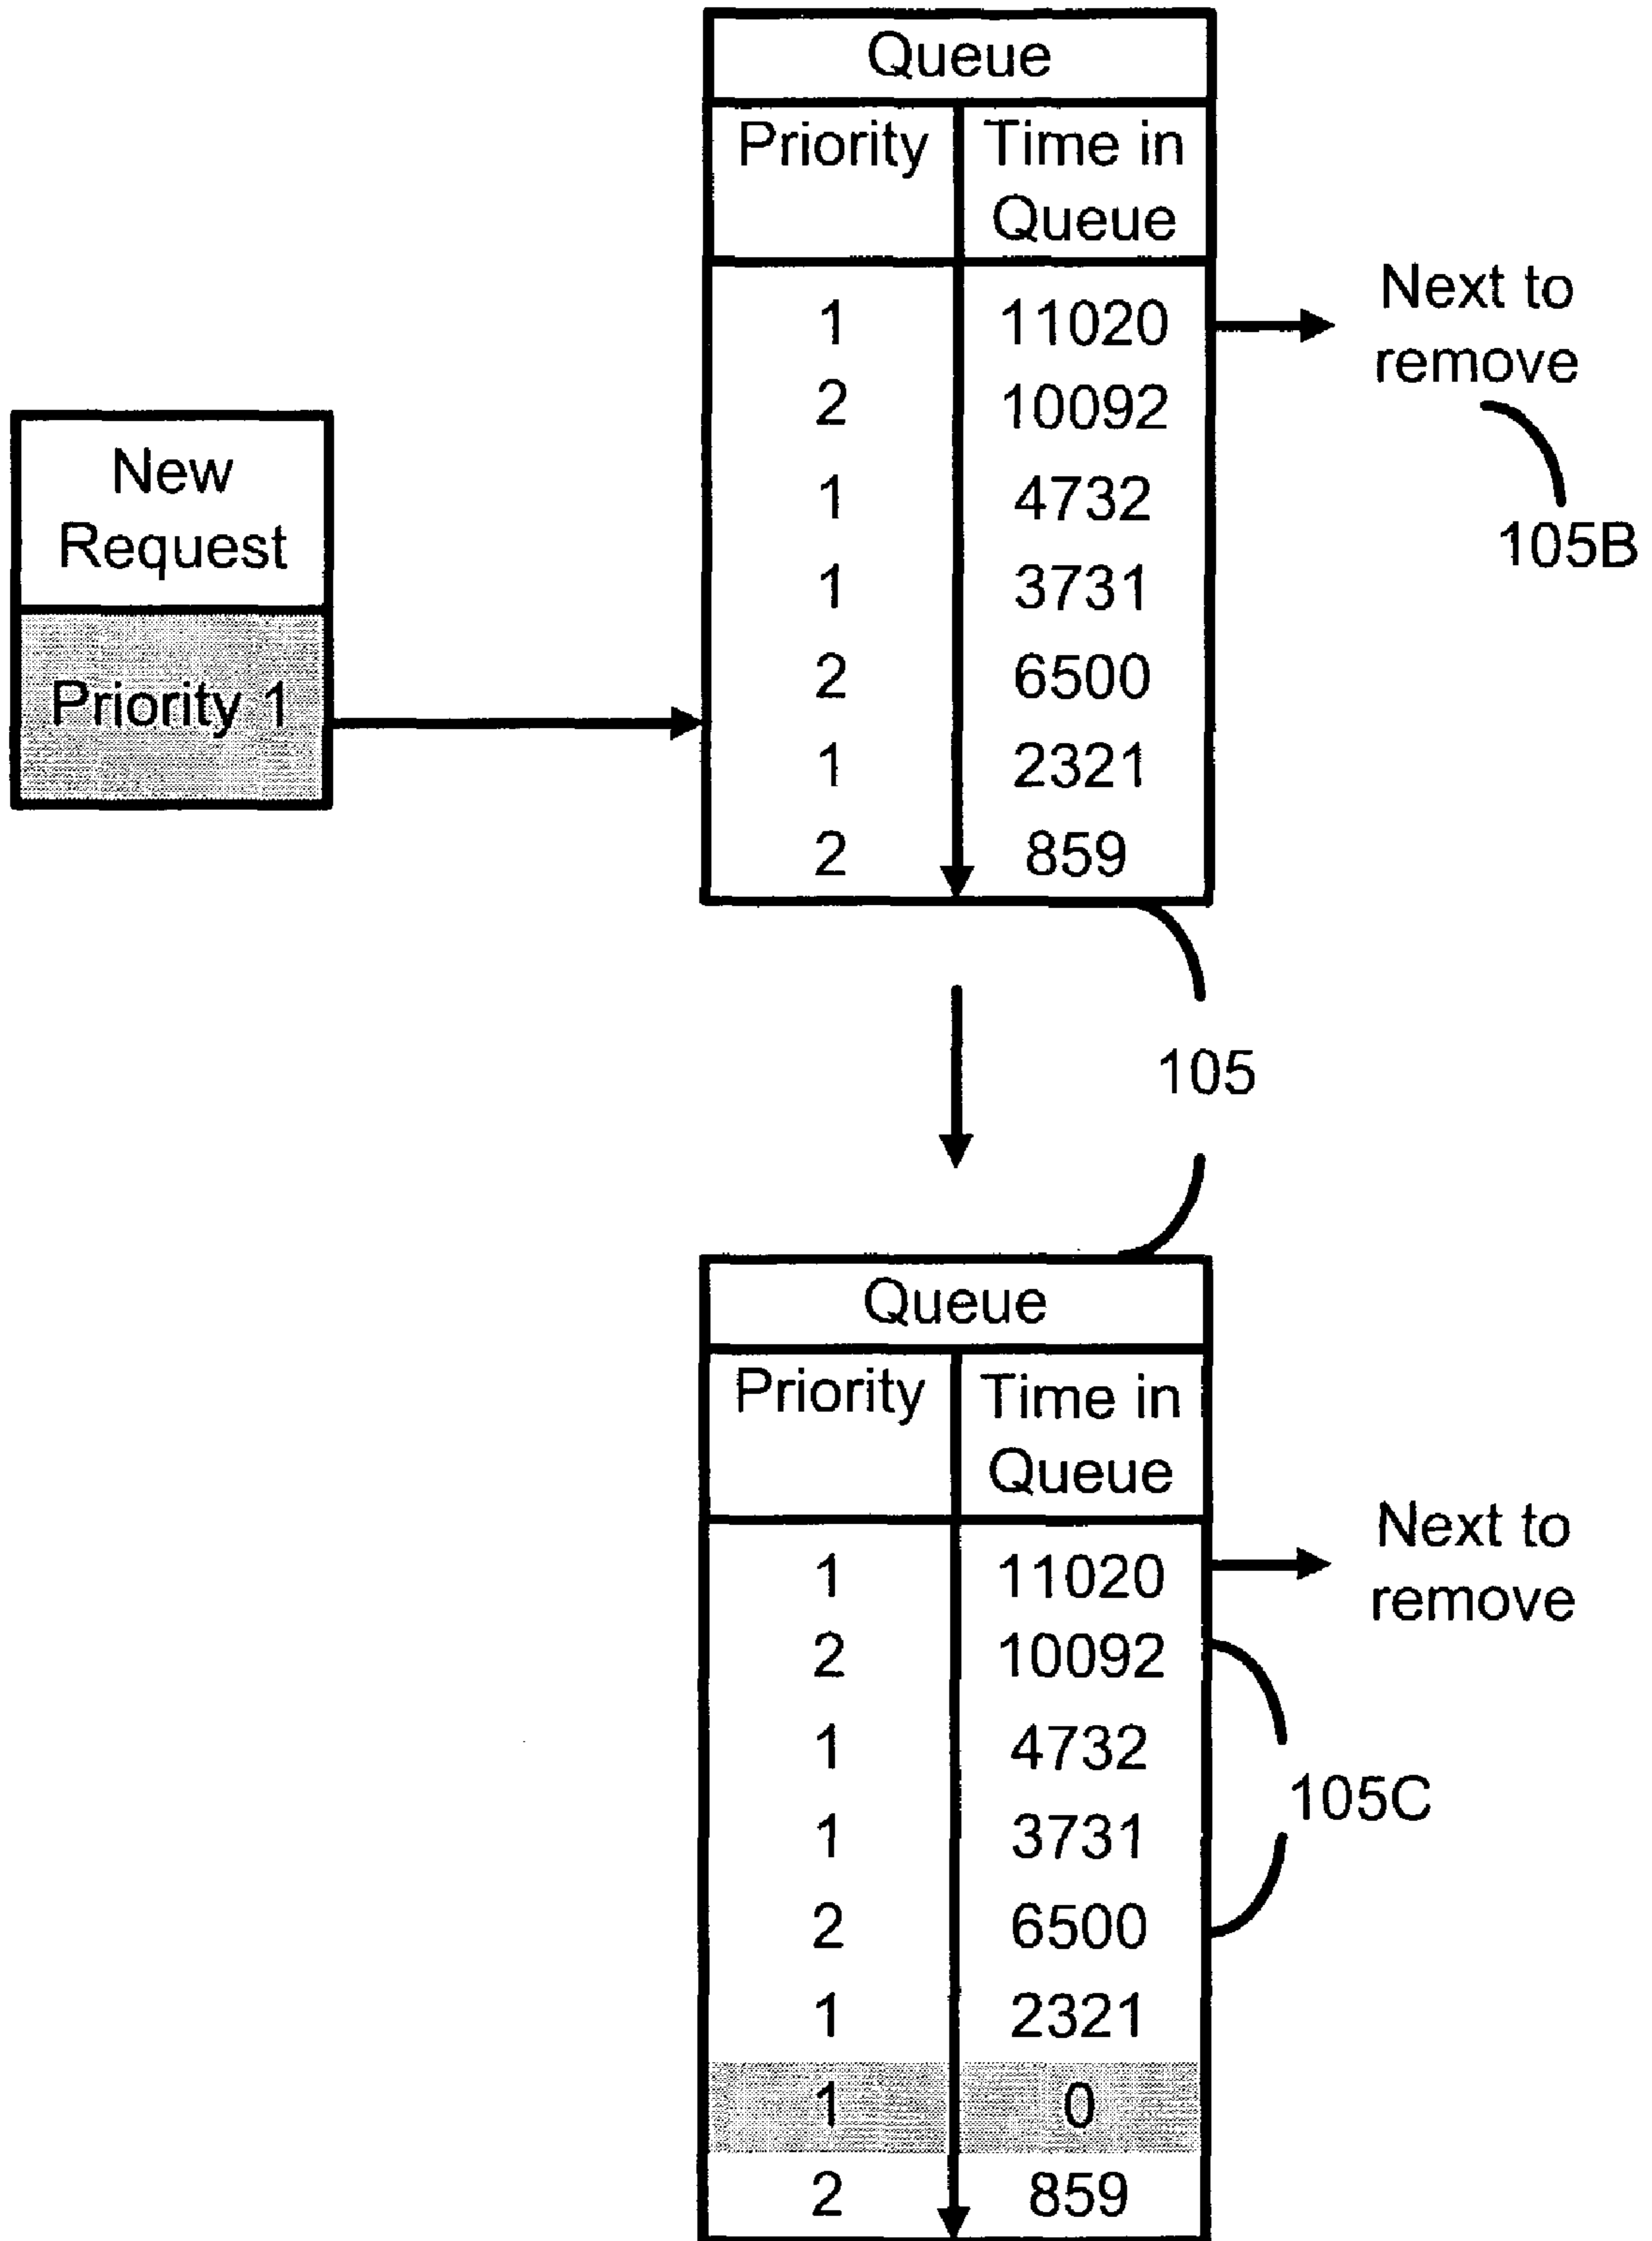 Queue
Priority Time in
Queue
1 11020
2 10092
1 4732
1 3731
2 6500
1 2321
2 859
Next to
remove
105B
New
Request
Priority 1
105
Queue
Priority Time in
Queue
1 11020
2 10092
1 4732
1 3731
2 6500
1 2321
1 0
2 859
Next to
remove
105C